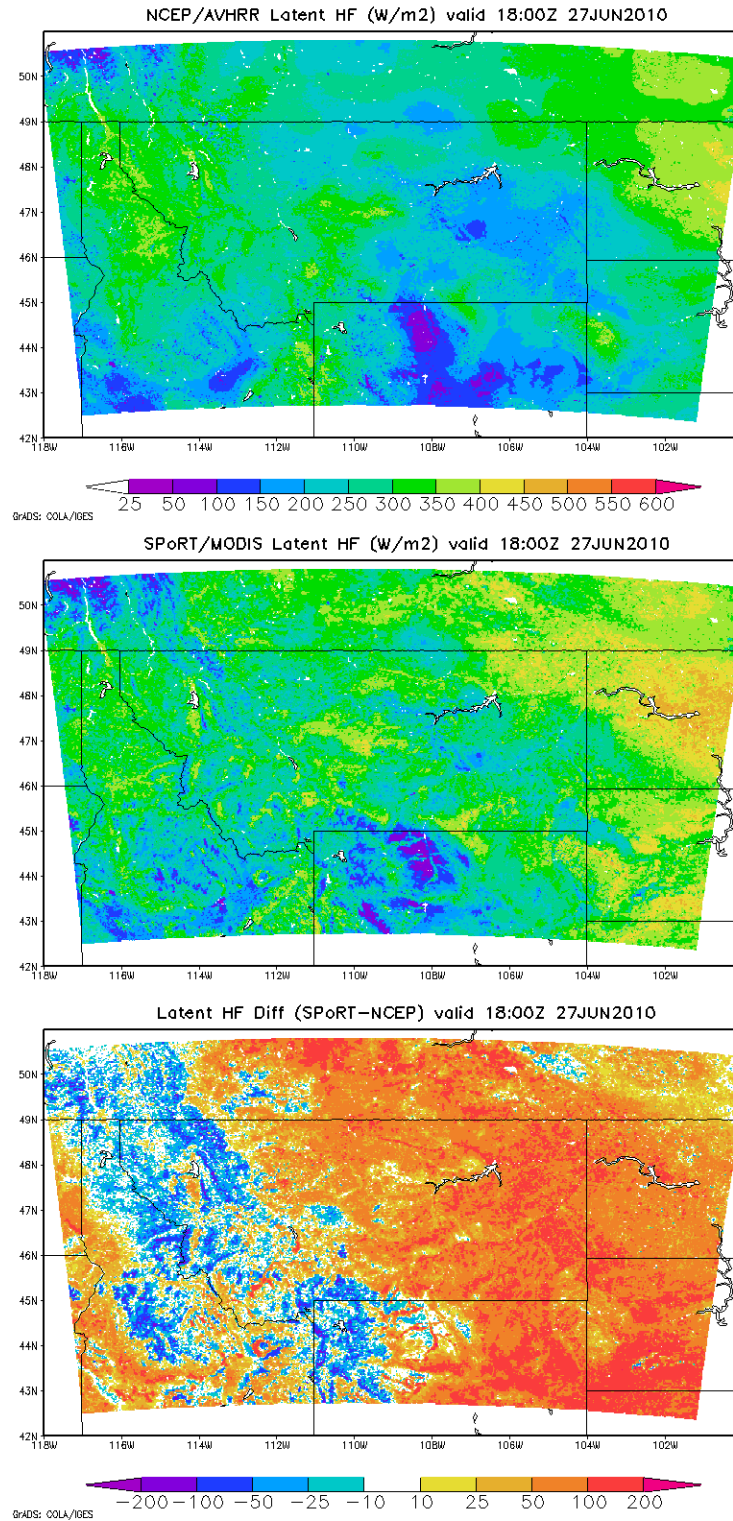 NCEP/AVHRR Latent HF (W/m2) valid 18:00Z 27JUN2010
50N
49N
48N
47N
46N
45N
44N
43N
42N
118W 116W 114W 112W 110W 108W 106W 104W 102W
25 50 100 150 200 250 300 350 400 450 500 550 600
GrADS: COLA/IGES
SPoRT/MODIS Latent HF (W/m2) valid 18:00Z 27JUN2010
50N
49N
48N
47N
46N
45N
44N
43N
42N
118W 116W 114W 112W 110W 108W 106W 104W 102W
Latent HF Diff (SPoRT-NCEP) valid 18:00Z 27JUN2010
50N
49N
48N
47N
46N
45N
44N
43N
42N
118W 116W 114W 112W 110W 108W 106W 104W 102W
-200 -100 -50 -25 -10 10 25 50 100 200
GrADS: COLA/IGES